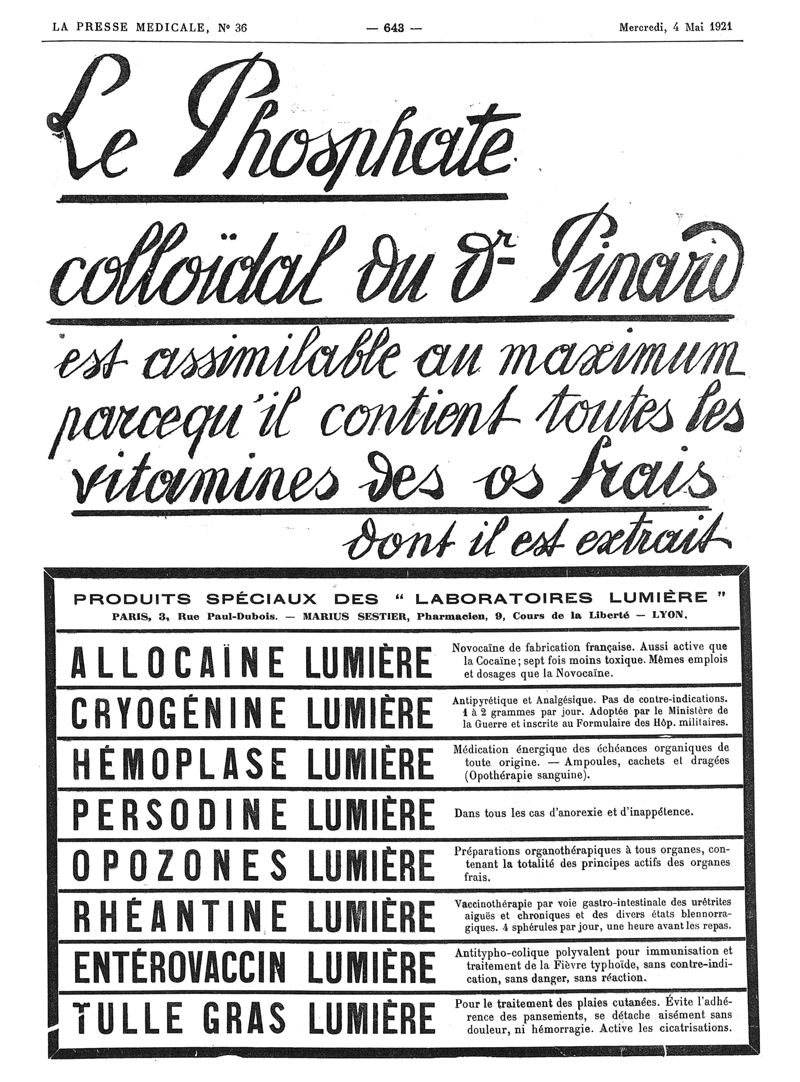 LA PRESSE MEDICALE, Nº 36
— 643 —
Mercredi, 4 Mai 1921
Le Phosphate
colloïdal du dr Pinard
est assimilable au maximum
parcequ'il contient toutes les
vitamines des os frais
dont il est extrait
PRODUITS SPÉCIAUX DES “ LABORATOIRES LUMIÈRE ”
PARIS, 3, Rue Paul-Dubois. — MARIUS SESTIER, Pharmacien, 9, Cours de la Liberté — LYON.
ALLOCAÏNE LUMIÈRE
Novocaïne de fabrication française. Aussi active que
la Cocaïne; sept fois moins toxique. Mêmes emplois
et dosages que la Novocaïne.
CRYOGÉNINE LUMIÈRE
Antipyrétique et Analgésique. Pas de contre-indications.
1 à 2 grammes par jour. Adoptée par le Ministère de
la Guerre et inscrite au Formulaire des Hôp. militaires.
HÉMOPLASE LUMIÈRE
Médication énergique des échéances organiques de
toute origine. — Ampoules, cachets et dragées
(Opothérapie sanguine).
PERSODINE LUMIÈRE
Dans tous les cas d'anorexie et d'inappétence.
OPOZONES LUMIÈRE
Préparations organothérapiques à tous organes, con-
tenant la totalité des principes actifs des organes
frais.
RHÉANTINE LUMIÈRE
Vaccinothérapie par voie gastro-intestinale des urétrites
aiguës et chroniques et des divers états blennorra-
giques. 4 sphérules par jour, une heure avant les repas.
ENTÉROVACCIN LUMIÈRE
Antitypho-colique polyvalent pour immunisation et
traitement de la Fièvre typhoïde, sans contre-indi-
cation, sans danger, sans réaction.
TULLE GRAS LUMIÈRE
Pour le traitement des plaies cutanées. Évite l'adhé-
rence des pansements, se détache aisément sans
douleur, ni hémorragie. Active les cicatrisations.